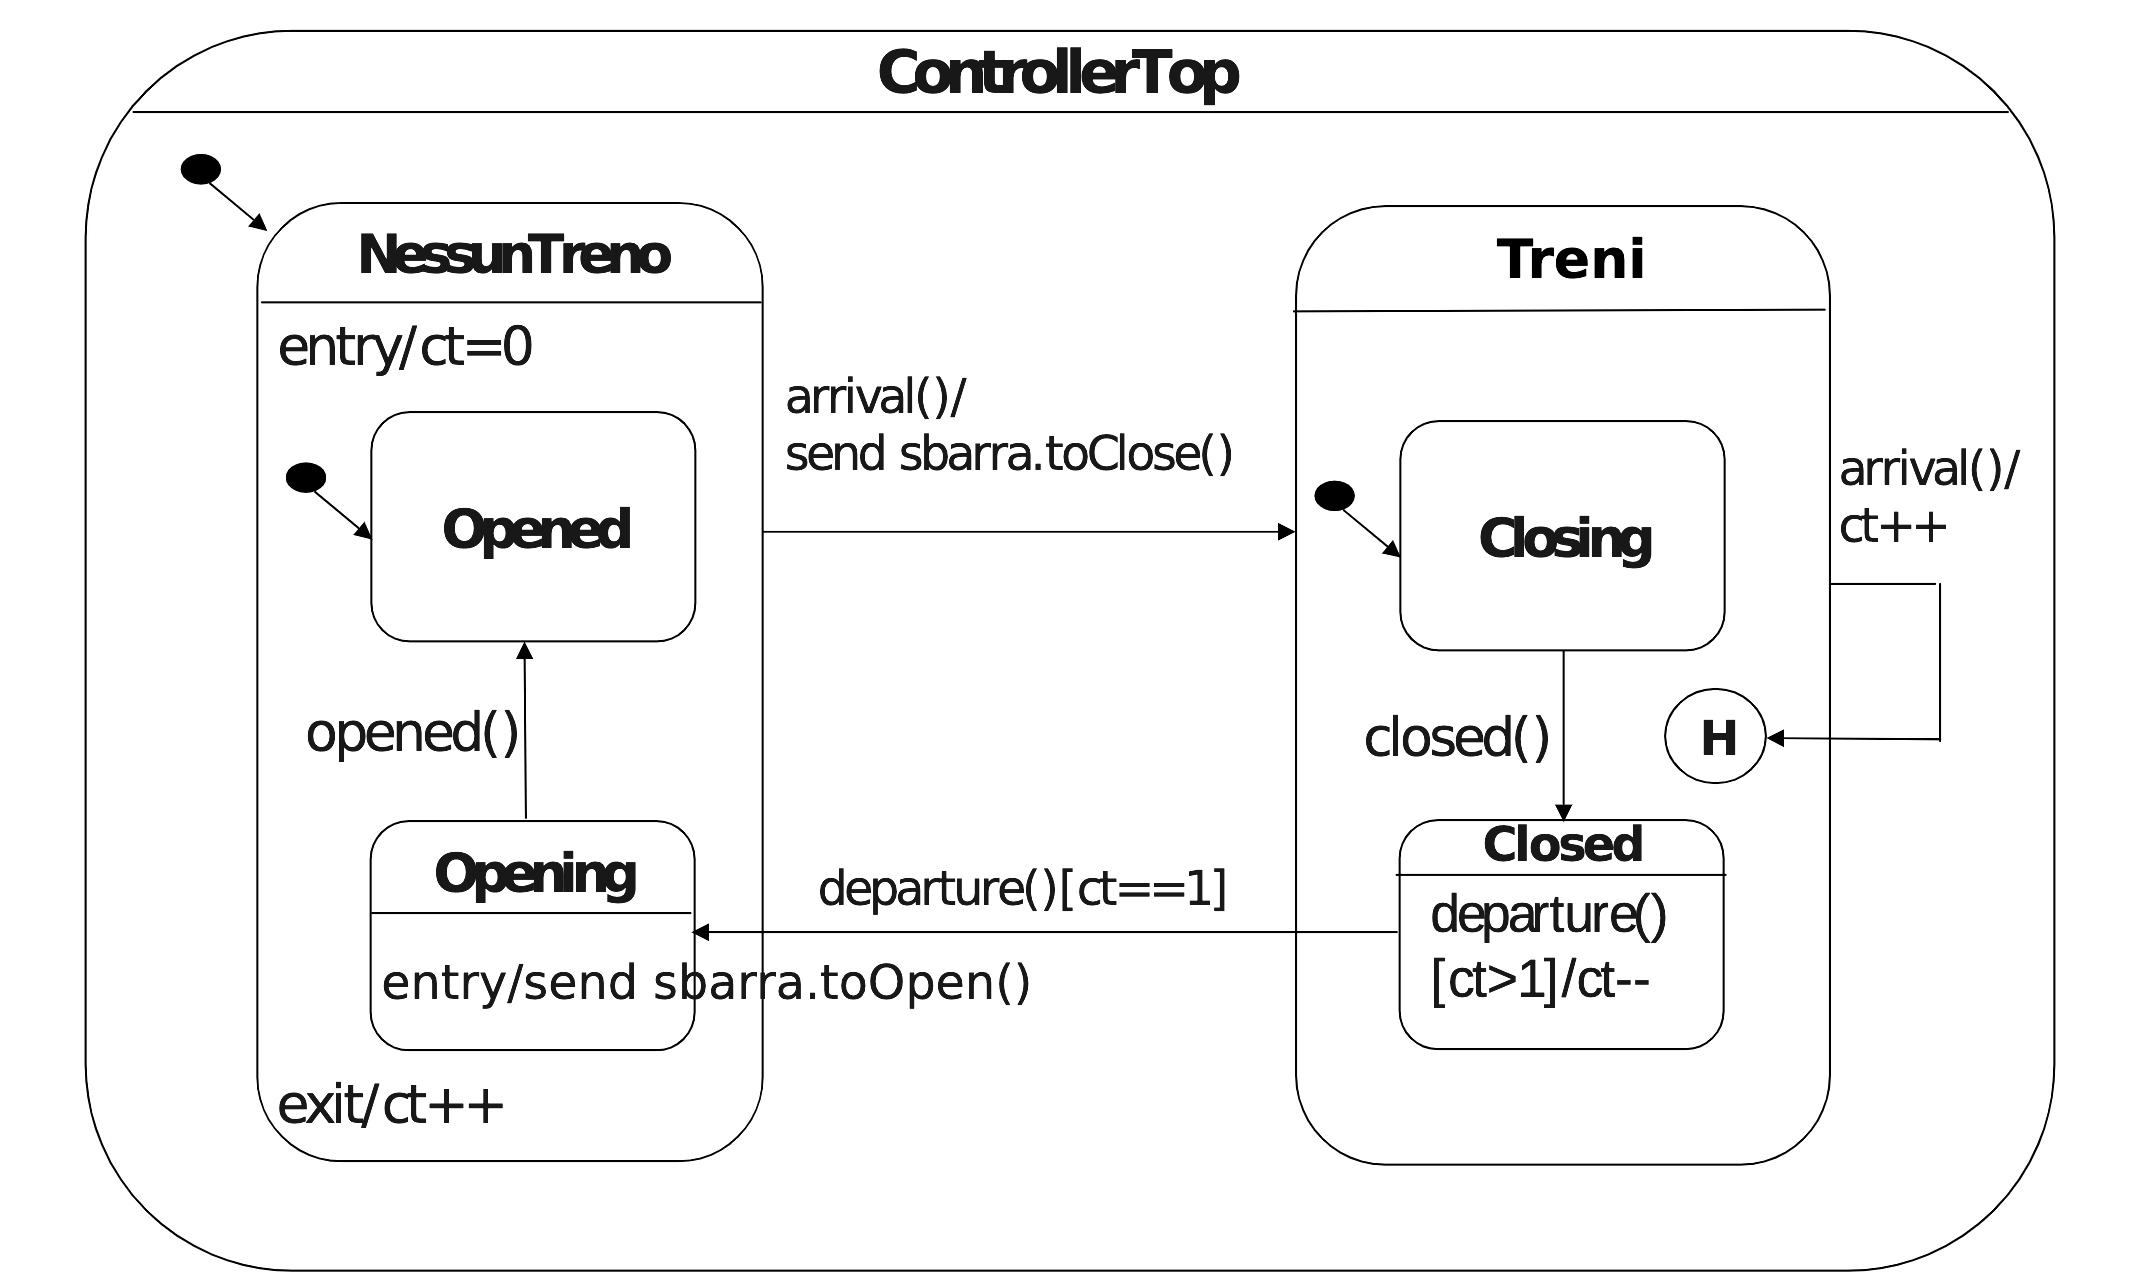 ControllerTop
NessunTreno
entry/ct=0
Opened
opened()
Opening
entry/send sbarra.toOpen()
exit/ct++
arrival()/
send sbarra.toClose()
departure()[ct==1]
Treni
Closing
closed()
H
Closed
departure()
[ct>1]/ct--
arrival()/
ct++